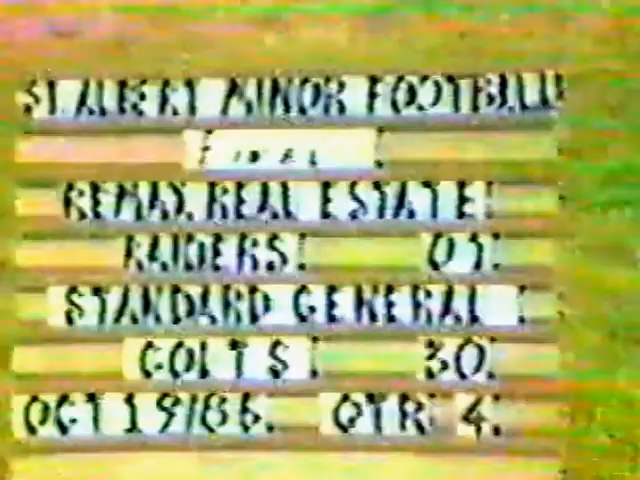 ST. ALBERT MINOR FOOTBALL
FINAL
REMAX REAL ESTATE
RAIDERS 01
STANDARD GENERAL
COLTS 30
OCT 19/86 QTR 4